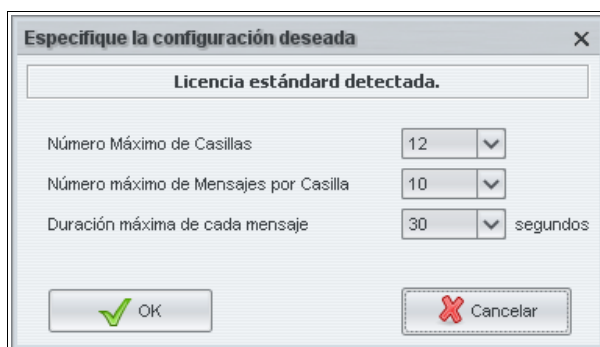 Especifique la configuración deseada
Licencia estándard detectada.
Número Máximo de Casillas 12
Número máximo de Mensajes por Casilla 10
Duración máxima de cada mensaje 30 segundos
OK Cancelar